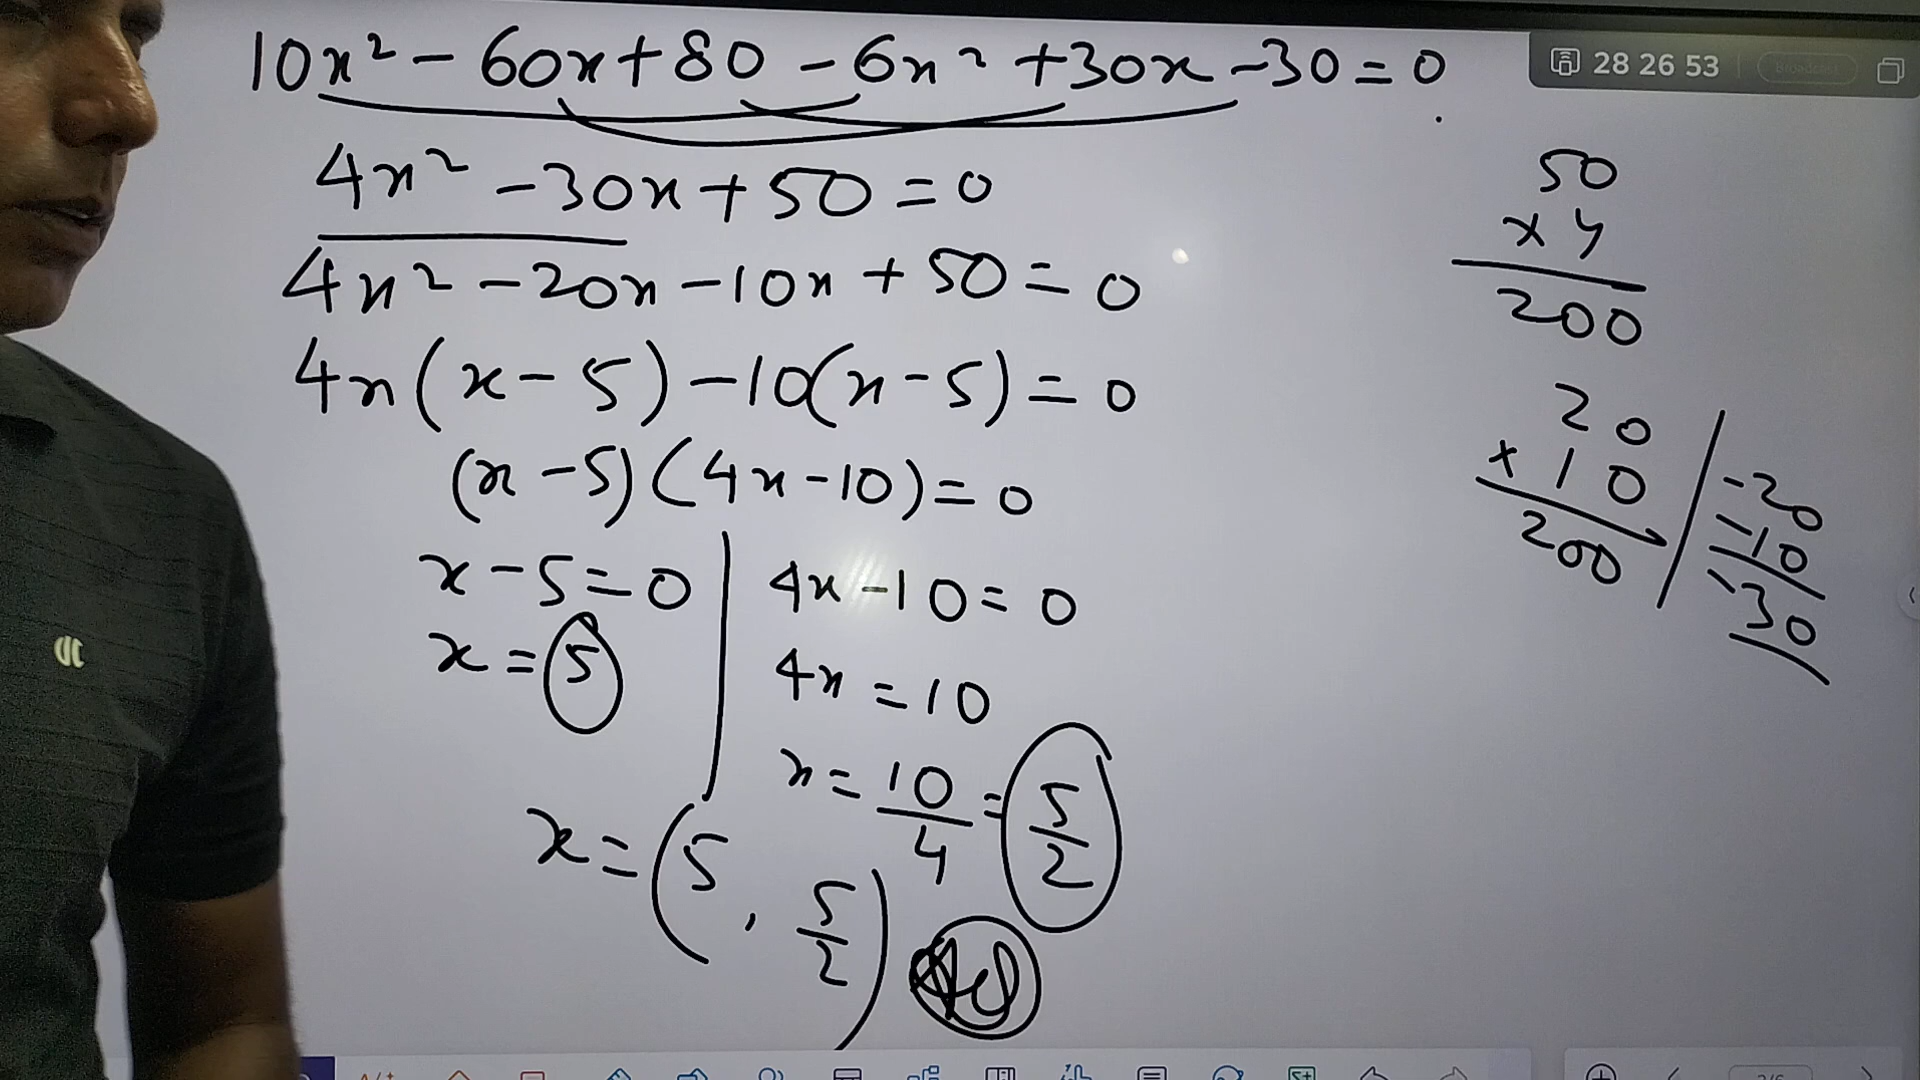 10x² - 60x + 80 - 6x² + 30x - 30 = 0
28 26 53
4x² - 30x + 50 = 0
4x² - 20x - 10x + 50 = 0
4x(x - 5) - 10(x - 5) = 0
(x - 5)(4x - 10) = 0
x - 5 = 0 | 4x - 10 = 0
x = 5
4x = 10
x = 10/4 = 5/2
x = (5, 5/2)
50
x 4
200
20
x 10
200
-20
-10
-30